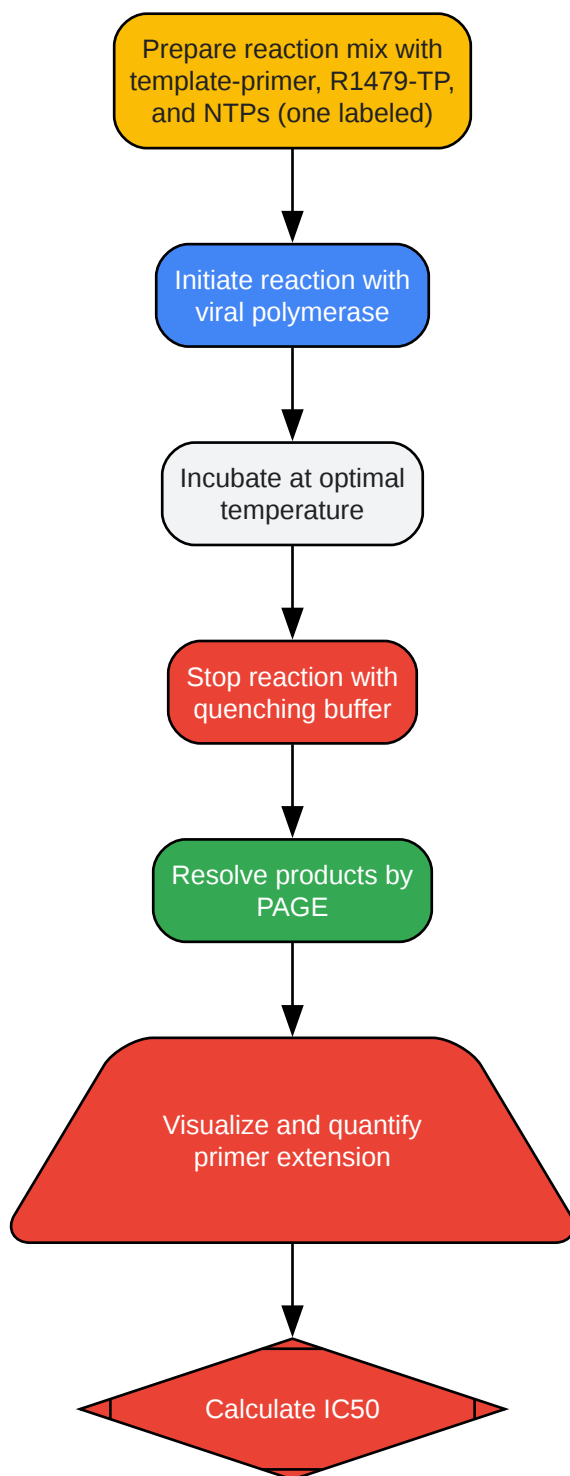 Prepare reaction mix with
template-primer, R1479-TP,
and NTPs (one labeled)
Initiate reaction with
viral polymerase
Incubate at optimal
temperature
Stop reaction with
quenching buffer
Resolve products by
PAGE
Visualize and quantify
primer extension
Calculate IC50